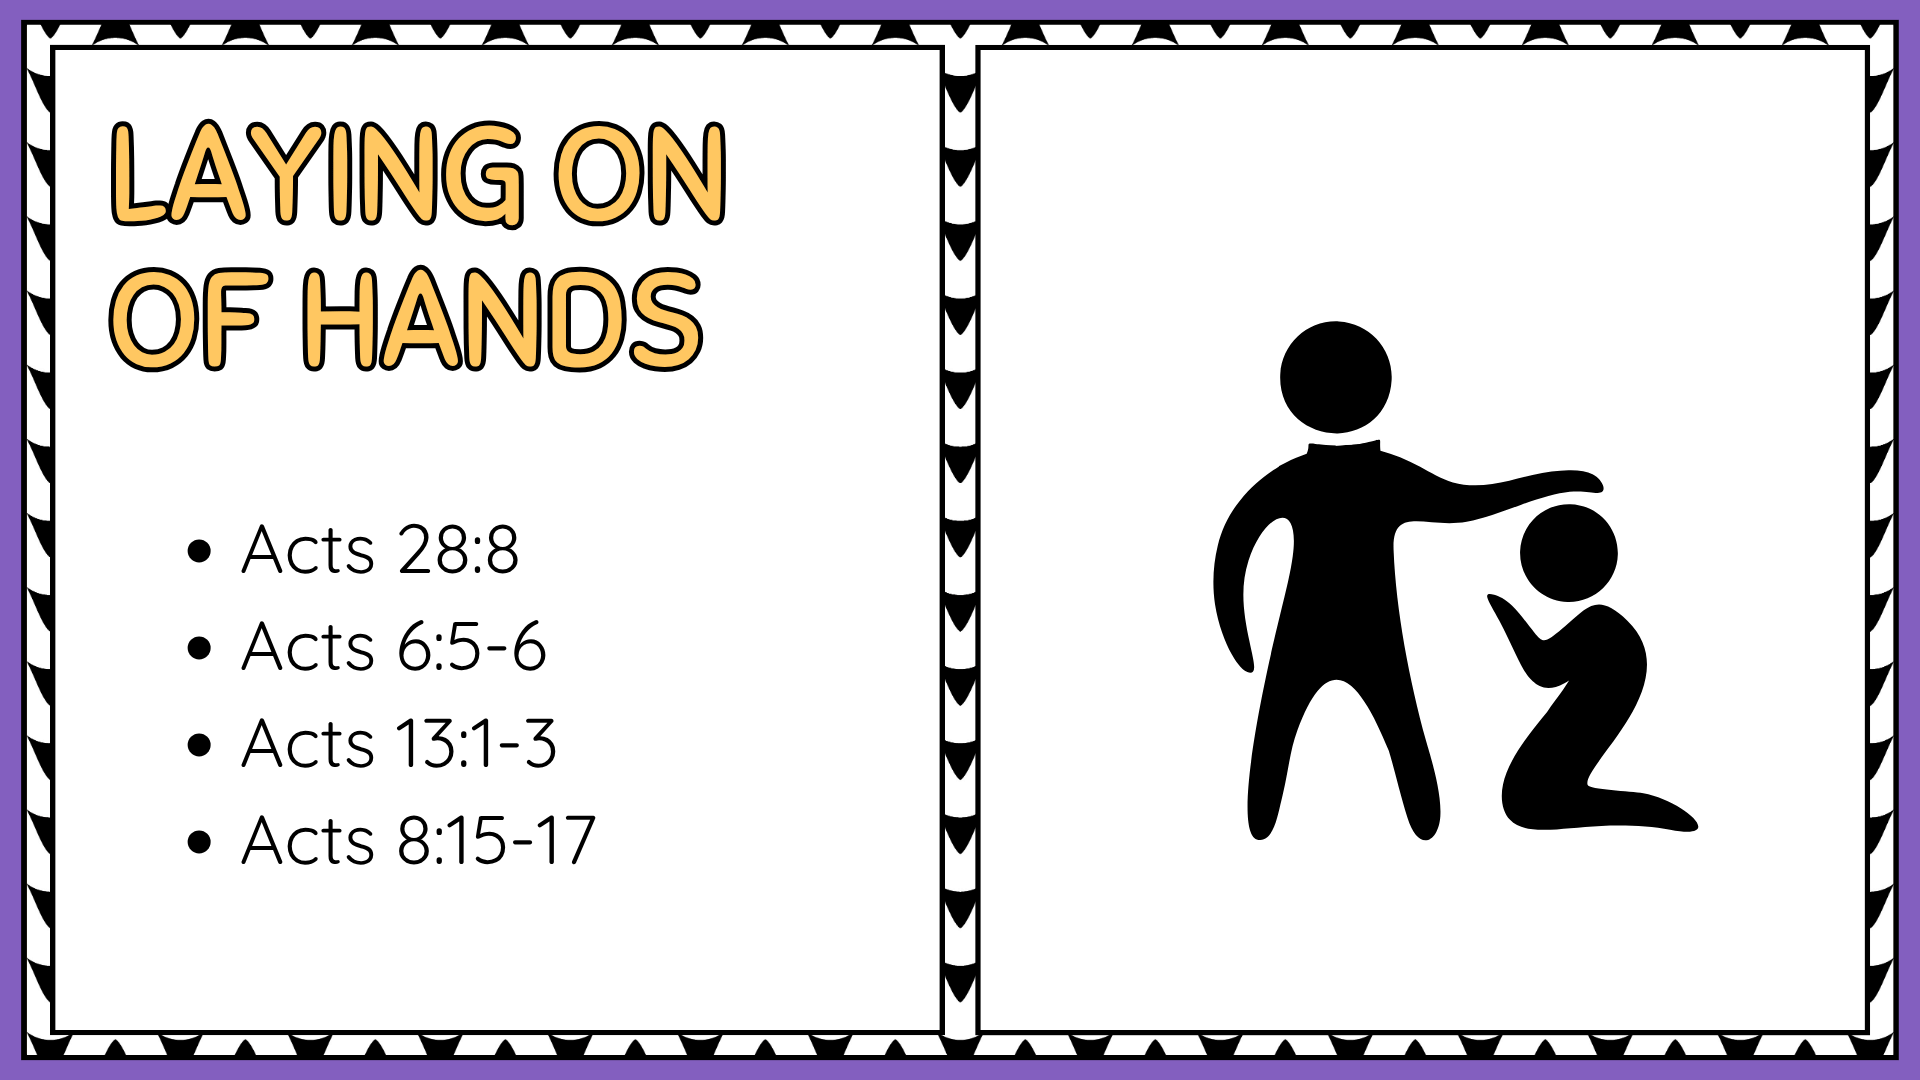 LAYING ON
OF HANDS
• Acts 28:8
• Acts 6:5-6
• Acts 13:1-3
• Acts 8:15-17